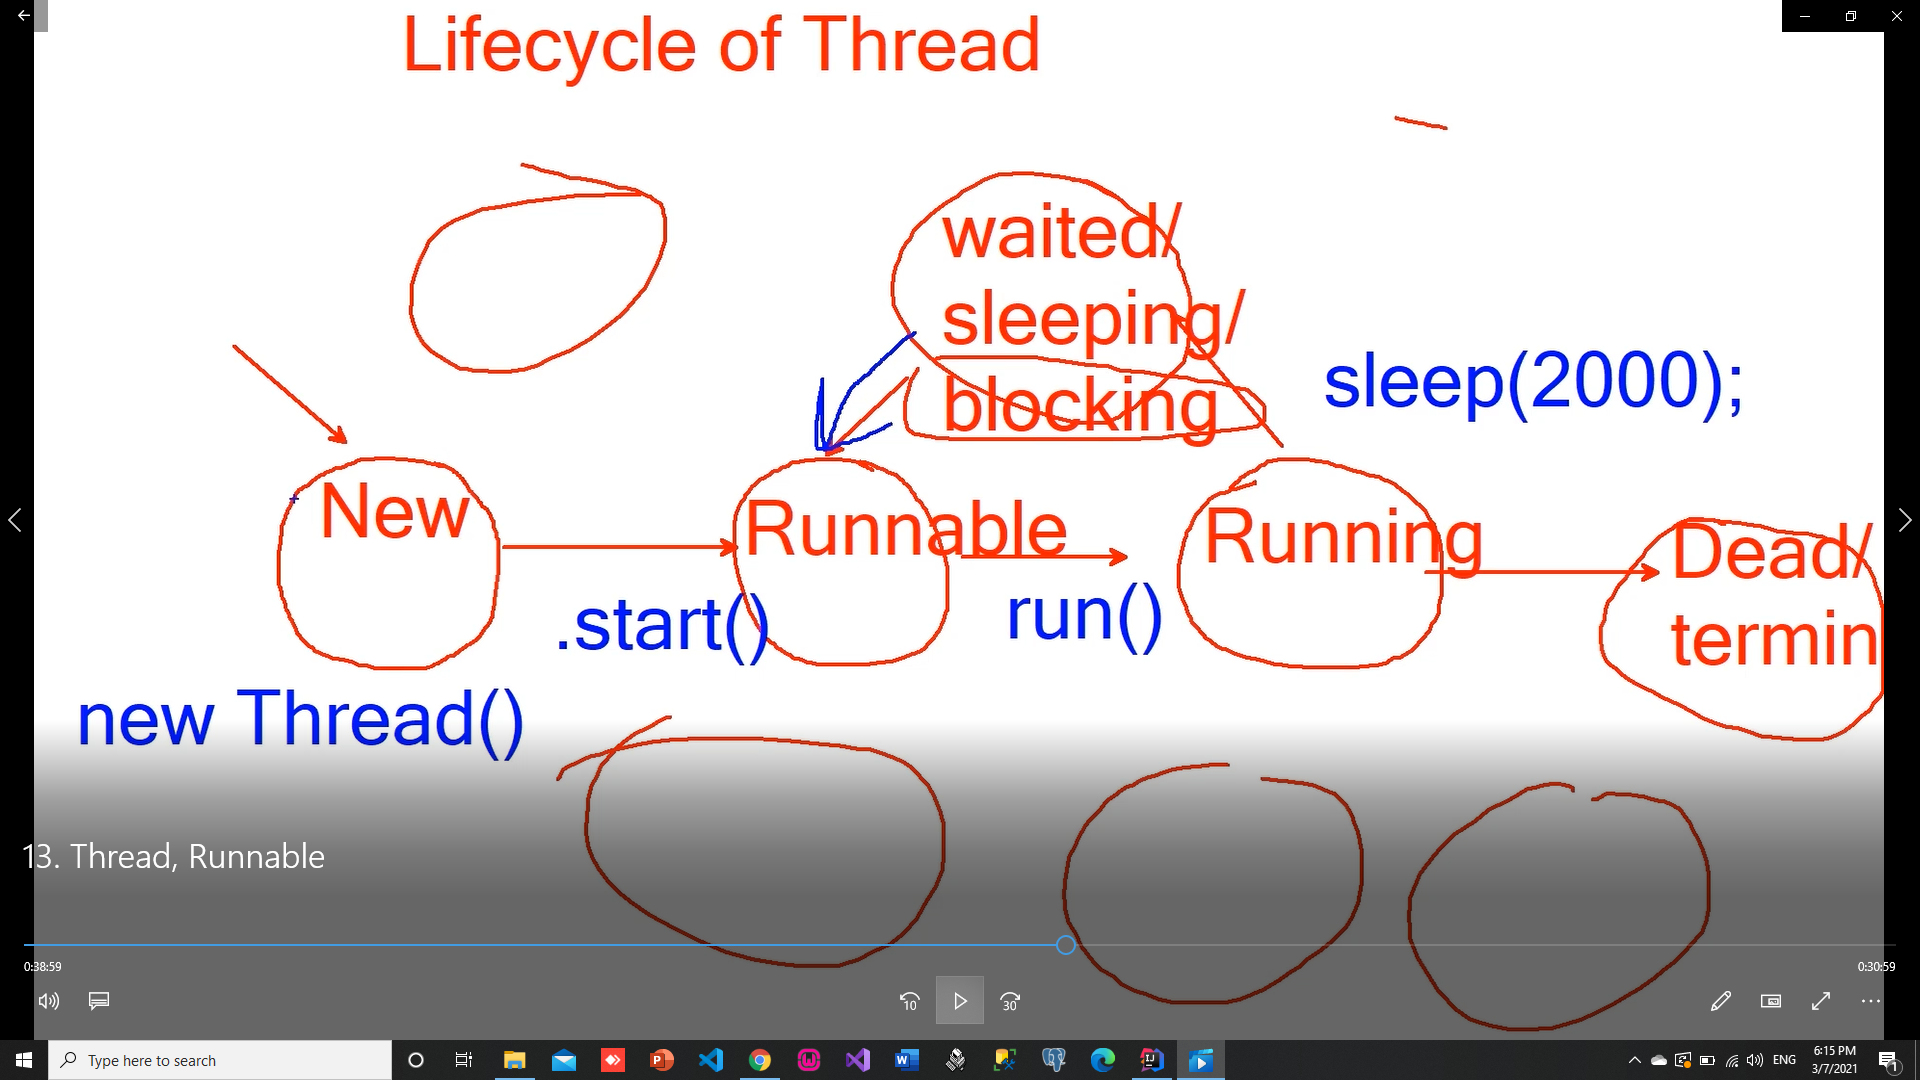 Lifecycle of Thread
waited/
sleeping/
blocking
sleep(2000);
New
Runnable
Running
Dead/
termin
.start()
run()
new Thread()
13. Thread, Runnable
0:38:59
0:30:59
10
30
Type here to search
ENG
6:15 PM
3/7/2021
1